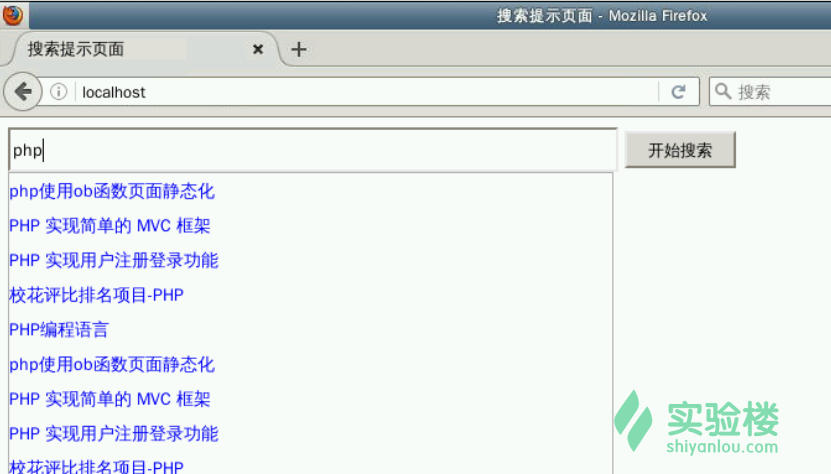 搜索提示页面 - Mozilla Firefox
搜索提示页面
localhost
搜索
php
开始搜索
php使用ob函数页面静态化
PHP 实现简单的 MVC 框架
PHP 实现用户注册登录功能
校花评比排名项目-PHP
PHP编程语言
php使用ob函数页面静态化
PHP 实现简单的 MVC 框架
PHP 实现用户注册登录功能
校花评比排名项目-PHP
实验楼
shiyanlou.com